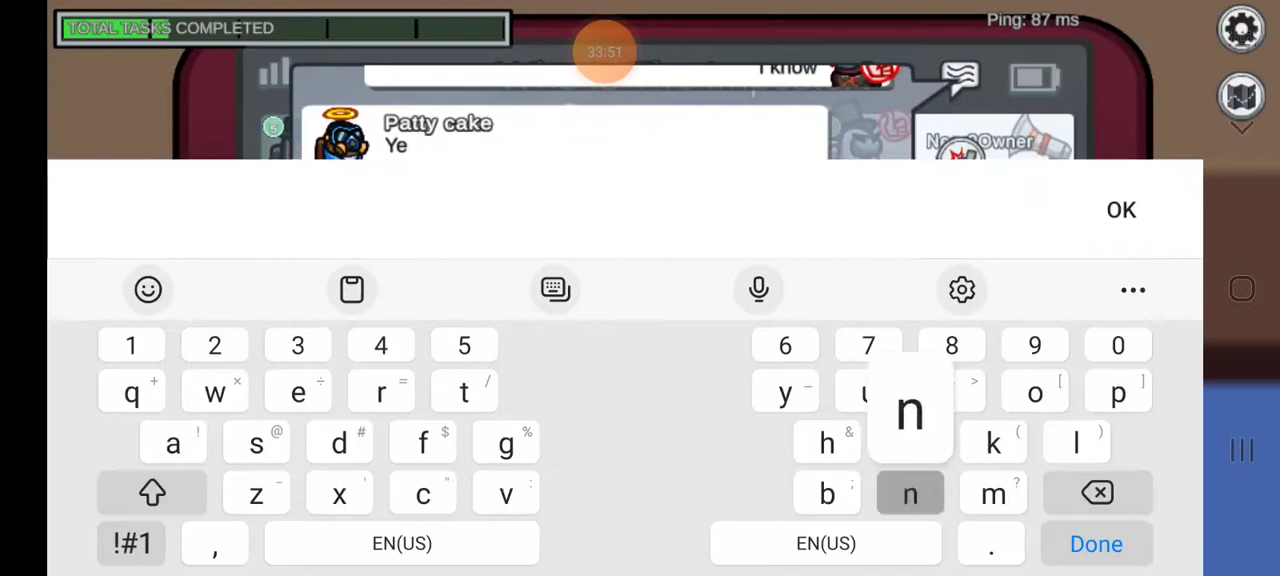 TOTAL TASKS COMPLETED
Ping: 87 ms
33:51
I know
Patty cake
Ye
OK
1 2 3 4 5 6 7 8 9 0
q + w × e ÷ r = t / y _ u > o [ p ]
n
a ! s @ d # f $ g % h & k ( l )
z - x ' c " v : b ; n m ?
!#1 , EN(US) EN(US) . Done